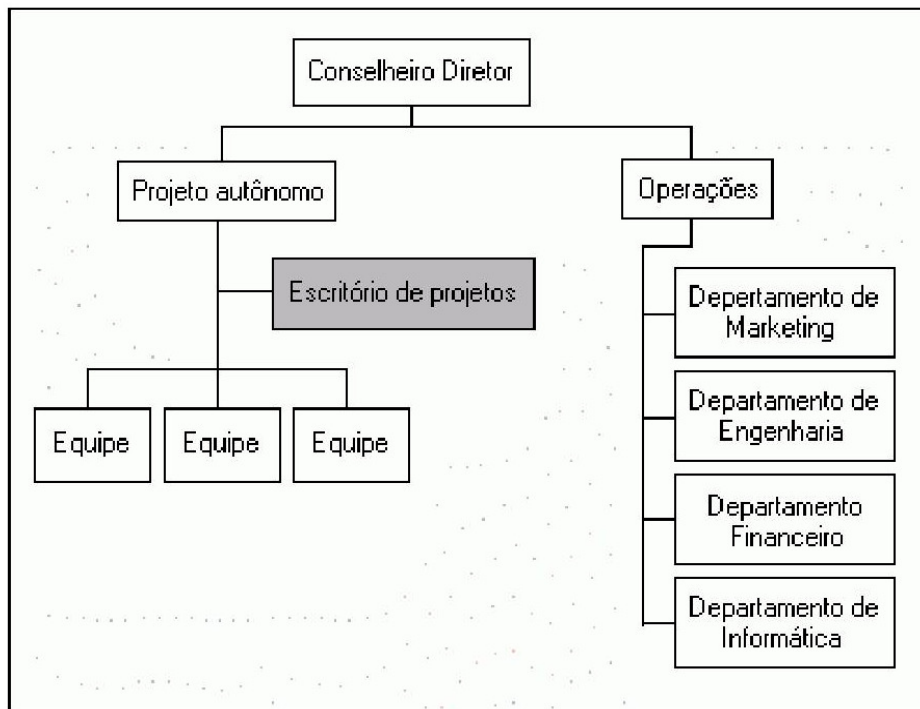 Conselheiro Diretor
Projeto autônomo
Operações
Escritório de projetos
Equipe
Equipe
Equipe
Depertamento de
Marketing
Departamento de
Engenharia
Departamento
Financeiro
Departamento de
Informática